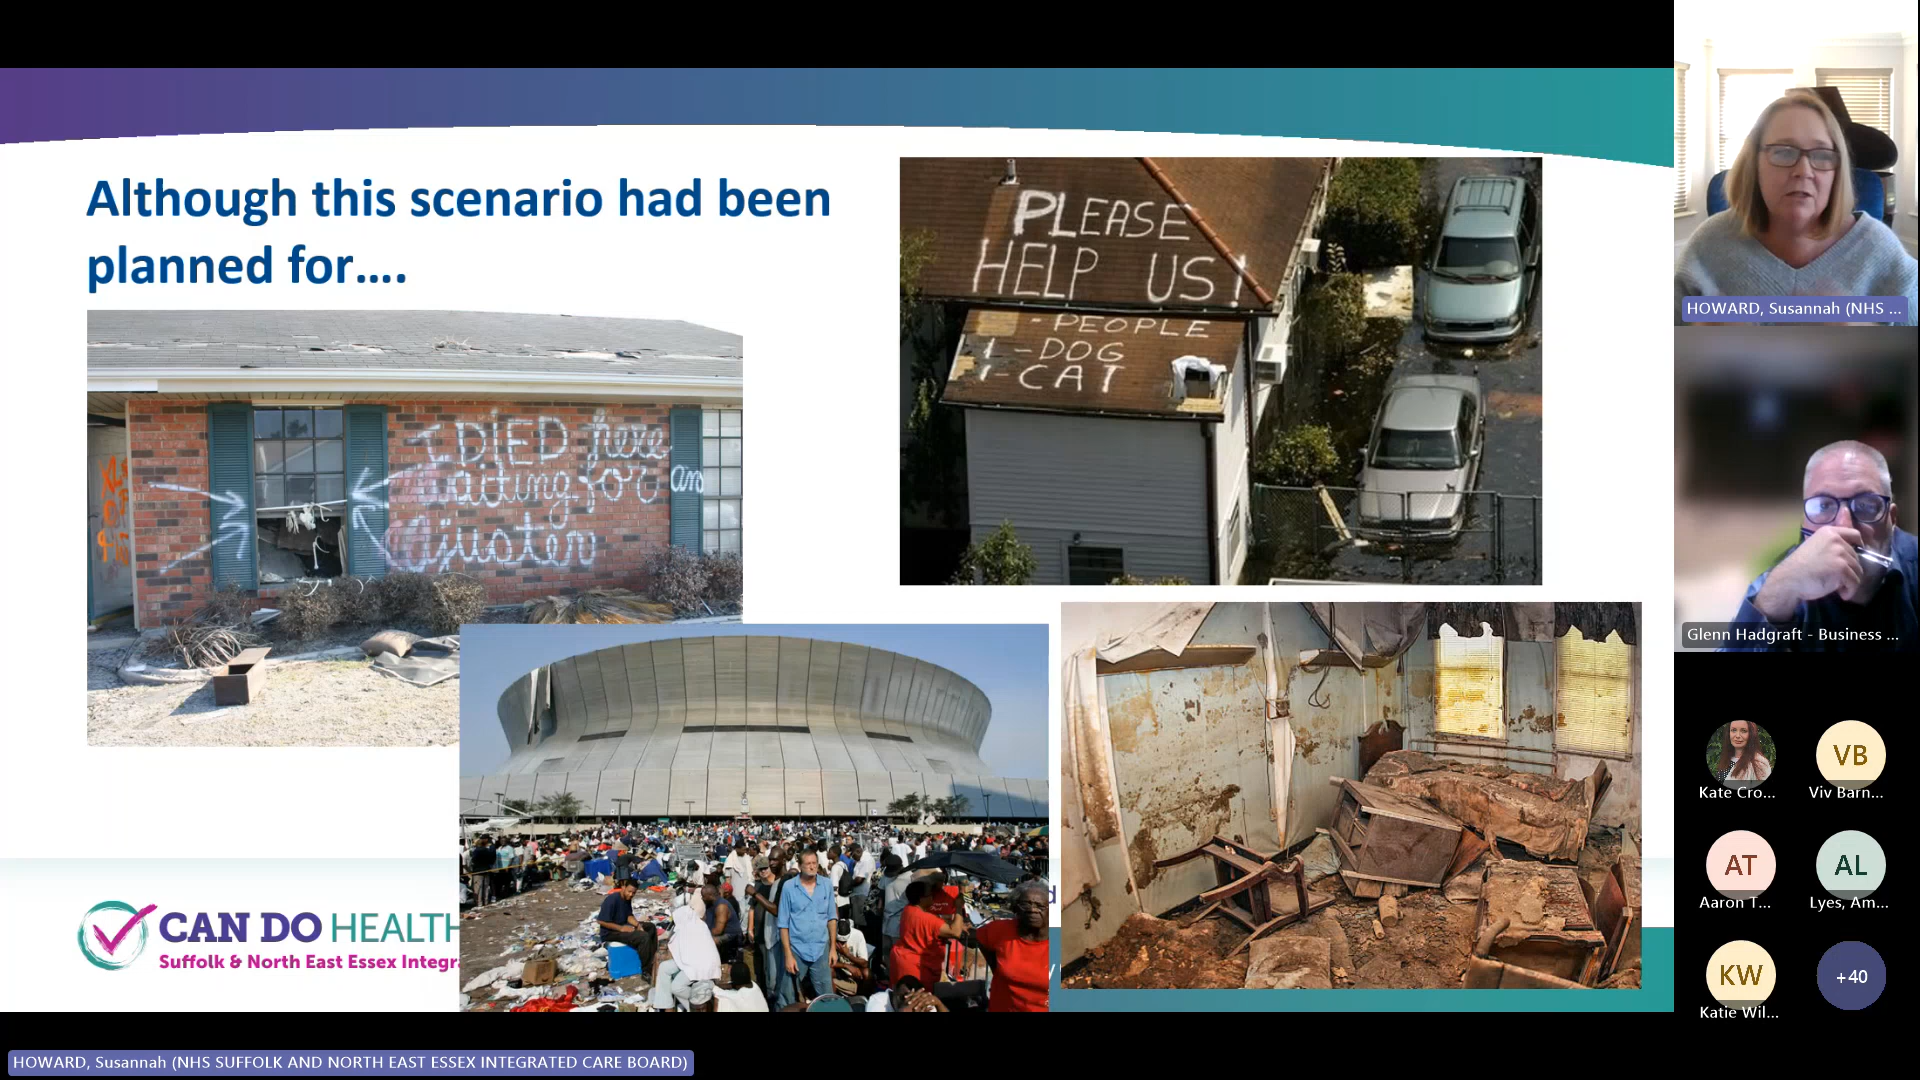 Although this scenario had been
planned for....
PLEASE
HELP US!
- PEOPLE
1 - DOG
1 - CAT
I DIED here
waiting for an
Ajuster
CAN DO HEALTH
Suffolk & North East Essex Integra
HOWARD, Susannah (NHS ...
Glenn Hadgraft - Business ...
Kate Cro...
VB
Viv Barn...
AT
Aaron T...
AL
Lyes, Am...
KW
Katie Wil...
+40
HOWARD, Susannah (NHS SUFFOLK AND NORTH EAST ESSEX INTEGRATED CARE BOARD)